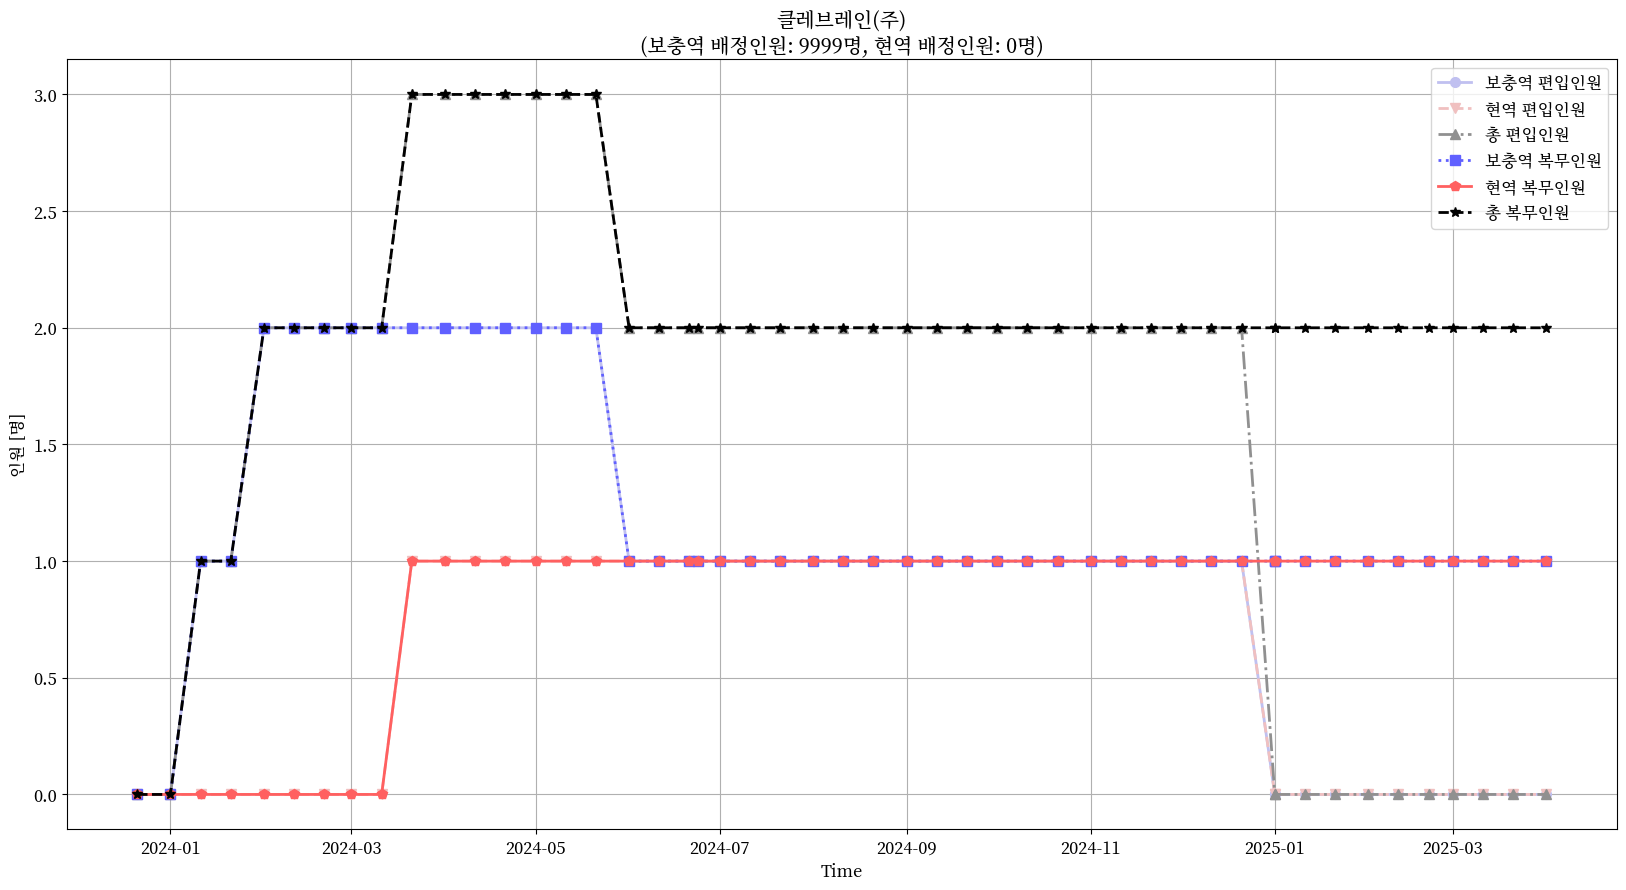 클레브레인(주)
(보충역 배정인원: 9999명, 현역 배정인원: 0명)
보충역 편입인원
현역 편입인원
총 편입인원
보충역 복무인원
현역 복무인원
총 복무인원
인원 [명]
3.0
2.5
2.0
1.5
1.0
0.5
0.0
2024-01
2024-03
2024-05
2024-07
2024-09
2024-11
2025-01
2025-03
Time